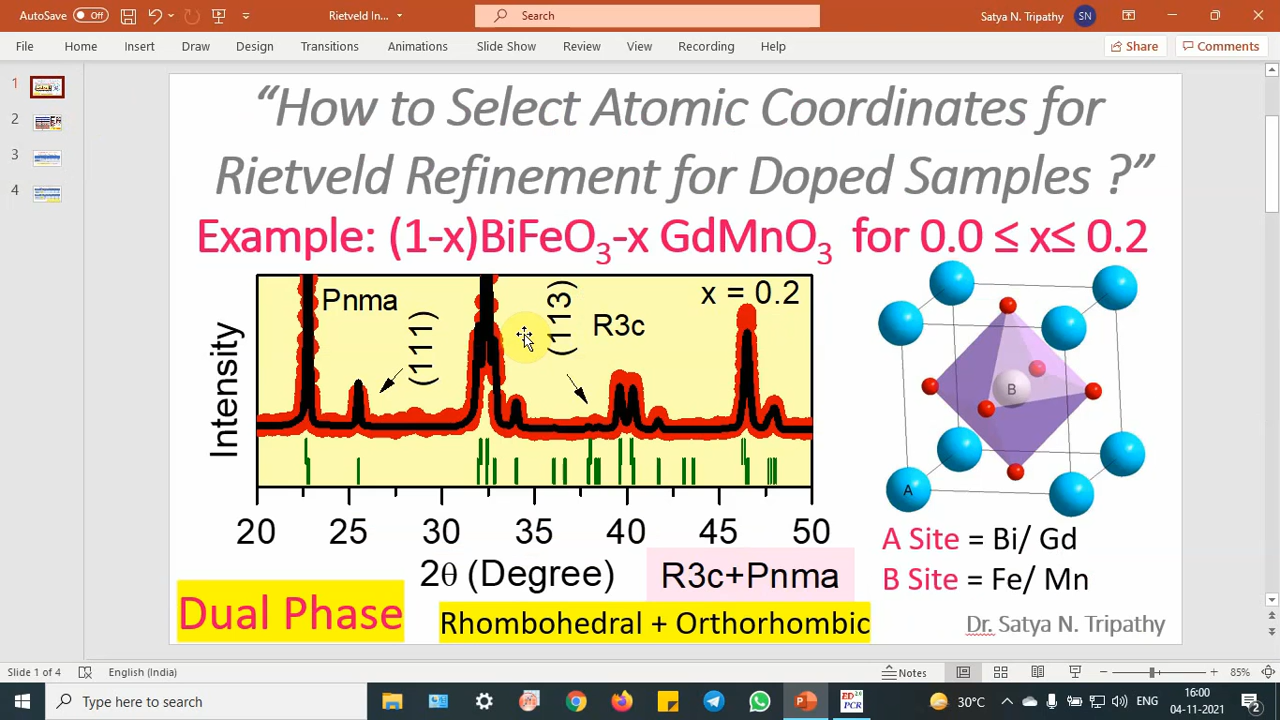 AutoSave Off Rietveld In... Search Satya N. Tripathy SN
File Home Insert Draw Design Transitions Animations Slide Show Review View Recording Help Share Comments
1
2
3
4
“How to Select Atomic Coordinates for
Rietveld Refinement for Doped Samples ?”
Example: (1-x)BiFeO3-x GdMnO3 for 0.0 ≤ x≤ 0.2
Pnma
(111)
(113)
R3c
x = 0.2
Intensity
20 25 30 35 40 45 50
2θ (Degree)
R3c+Pnma
B
A
A Site = Bi/ Gd
B Site = Fe/ Mn
Dual Phase
Rhombohedral + Orthorhombic
Dr. Satya N. Tripathy
Slide 1 of 4 English (India) Notes 85%
Type here to search 30°C ENG 16:00
04-11-2021 2